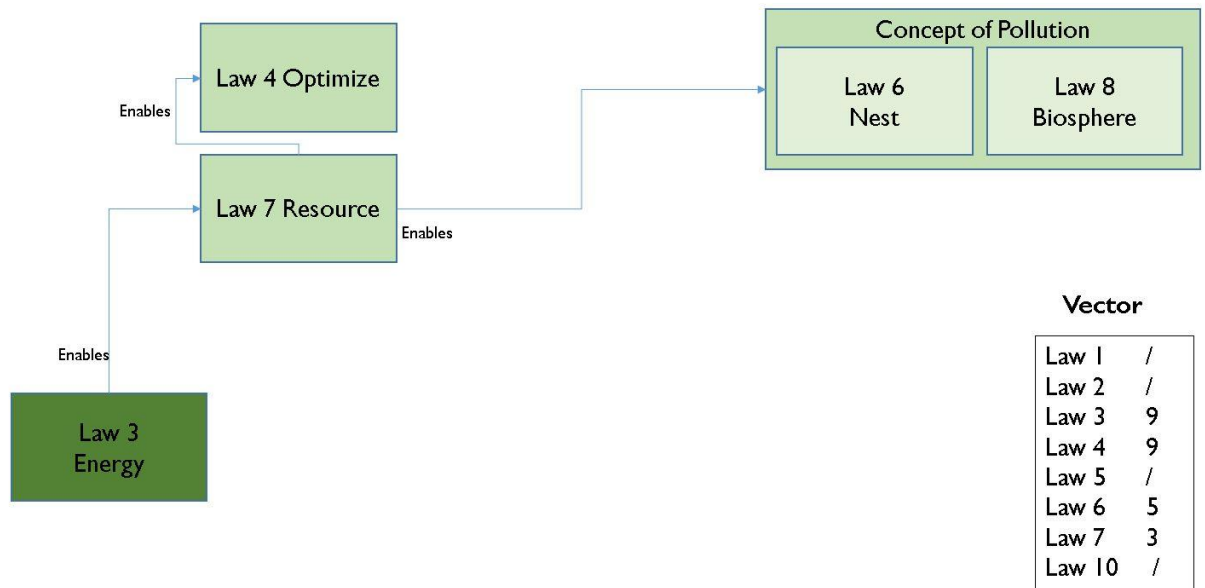 Concept of Pollution
Law 4 Optimize
Law 6
Nest
Law 8
Biosphere
Enables
Law 7 Resource
Enables
Enables
Law 3
Energy
Vector
Law 1 /
Law 2 /
Law 3 9
Law 4 9
Law 5 /
Law 6 5
Law 7 3
Law 10 /